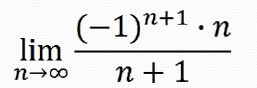 lim n→∞ (-1)ⁿ⁺¹ · n / n + 1